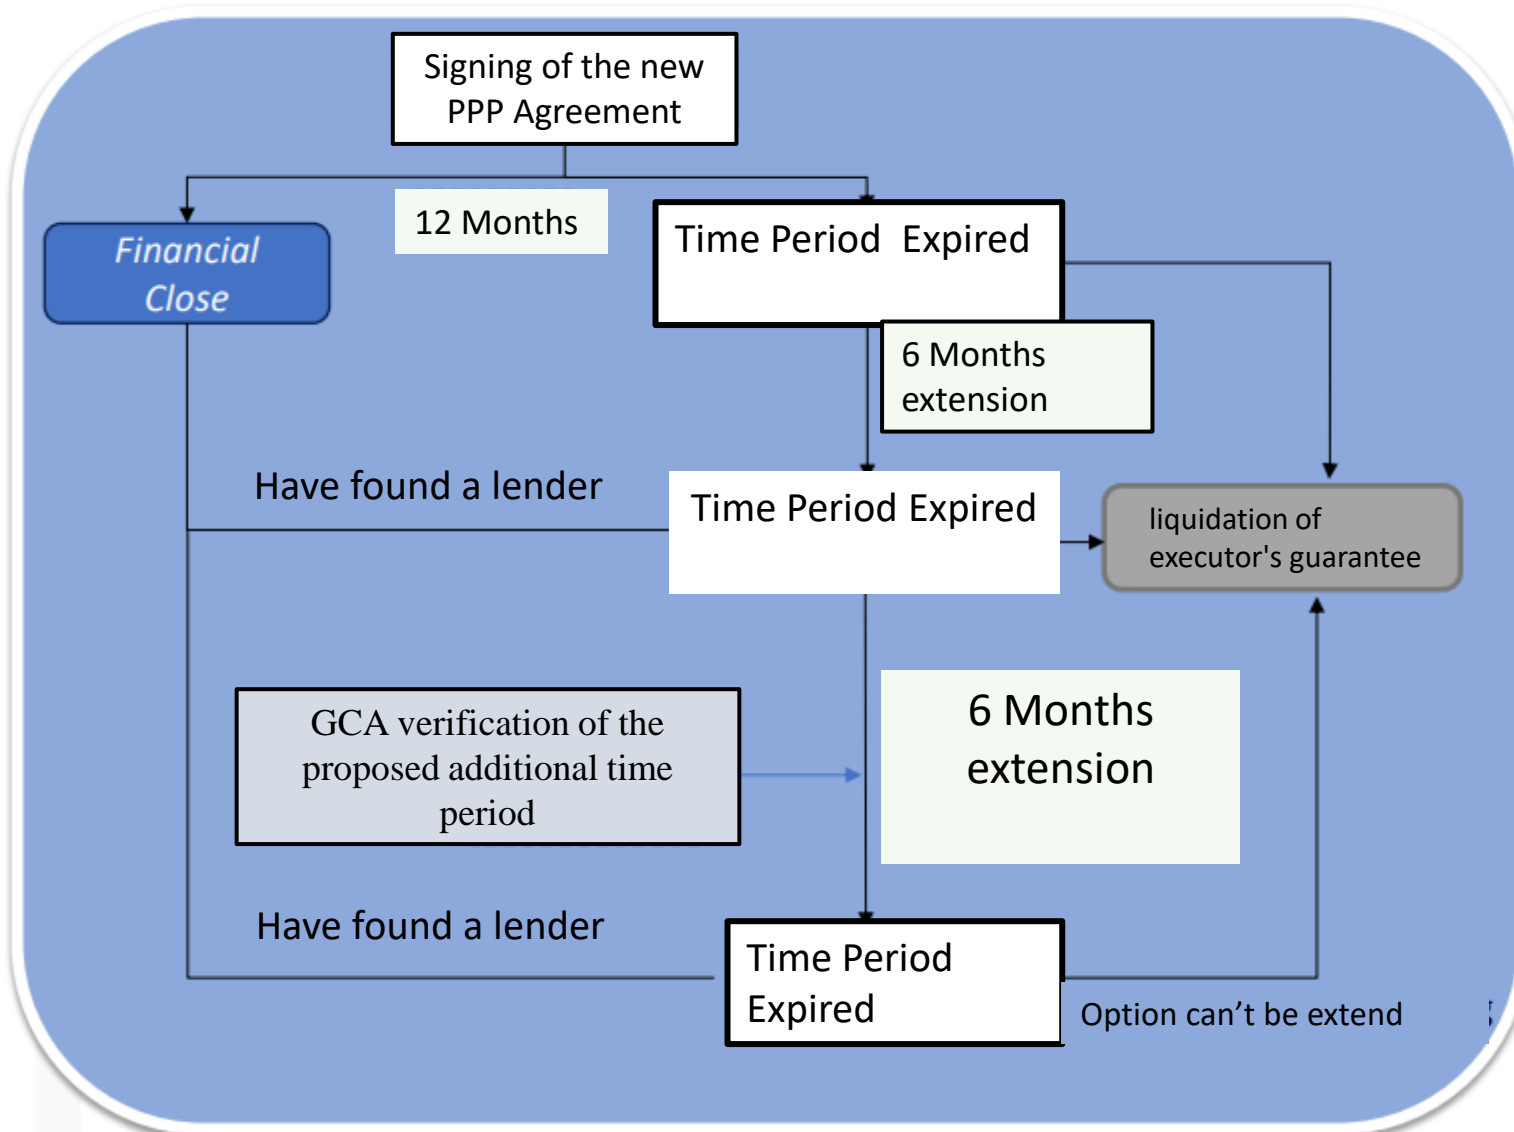 Signing of the new
PPP Agreement
12 Months
Financial
Close
Time Period  Expired
6 Months
extension
Have found a lender
Time Period Expired
liquidation of
executor's guarantee
GCA verification of the
proposed additional time
period
6 Months
extension
Have found a lender
Time Period
Expired
Option can’t be extend